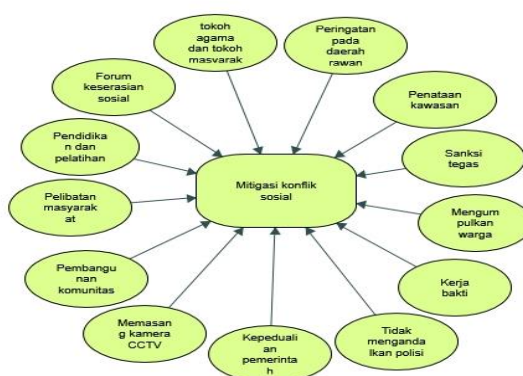 tokoh
agama
dan tokoh
masyarak
Peringatan
pada
daerah
rawan
Forum
keserasian
sosial
Penataan
kawasan
Pendidika
n dan
pelatihan
Sanksi
tegas
Mitigasi konflik
sosial
Pelibatan
masyarak
at
Mengum
pulkan
warga
Pembangu
nan
komunitas
Kerja
bakti
Memasan
g kamera
CCTV
Kepeduali
an
pemerinta
h
Tidak
menganda
lkan polisi